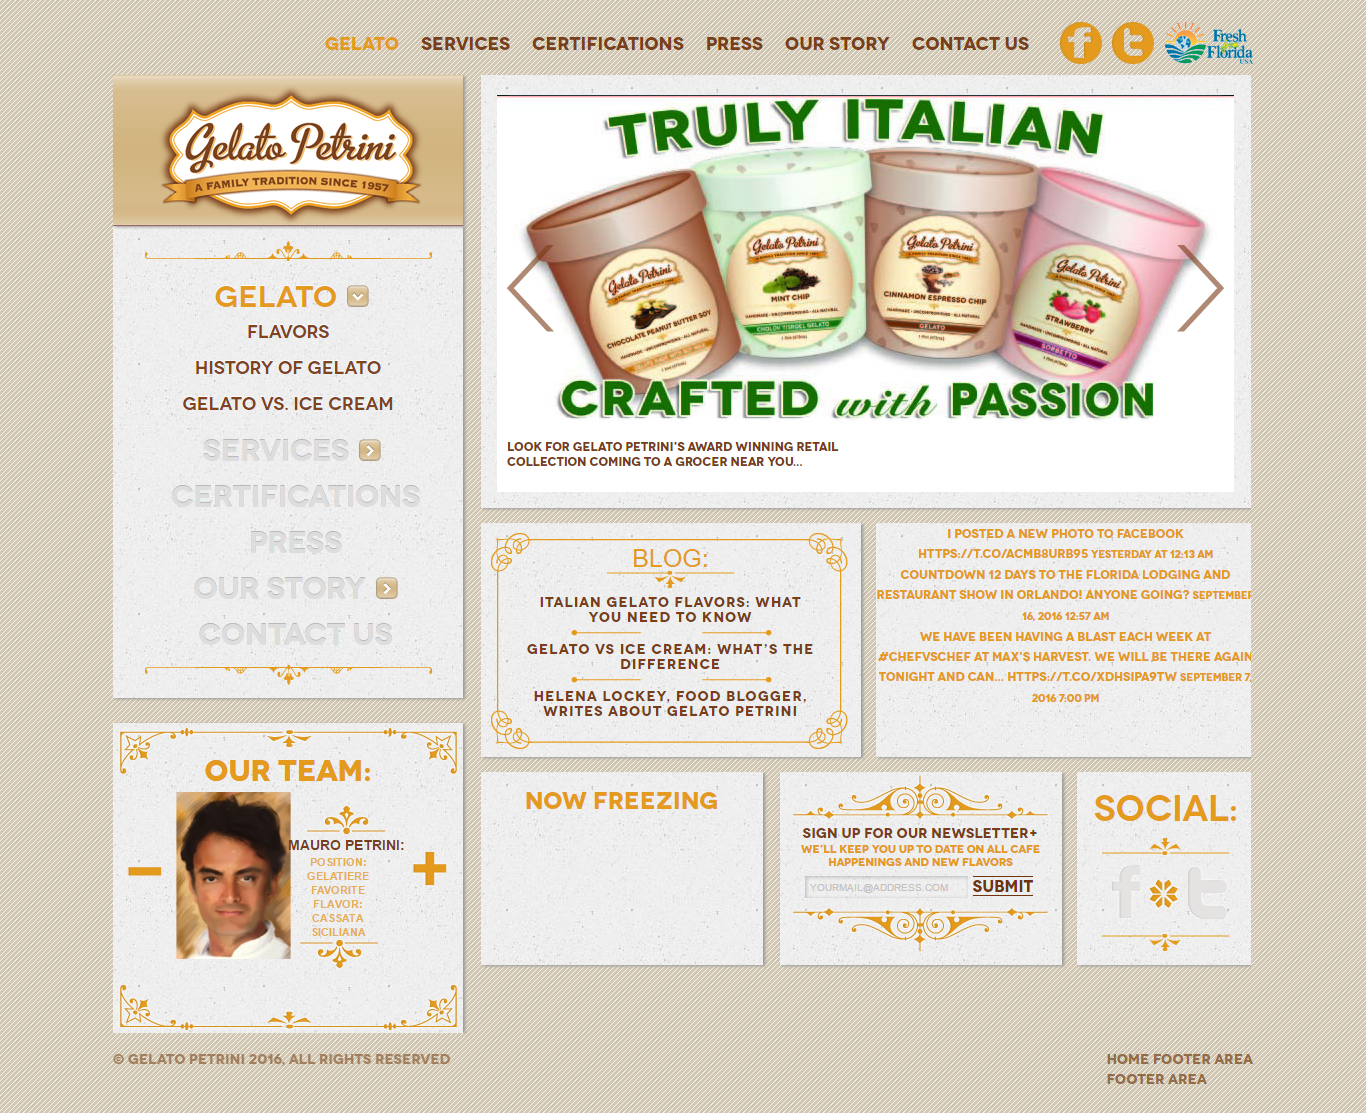 GELATO SERVICES CERTIFICATIONS PRESS OUR STORY CONTACT US
Fresh from Florida USA
Gelato Petrini
A FAMILY TRADITION SINCE 1957
GELATO
FLAVORS
HISTORY OF GELATO
GELATO VS. ICE CREAM
SERVICES
CERTIFICATIONS
PRESS
OUR STORY
CONTACT US
TRULY ITALIAN
Gelato Petrini
CHOCOLATE PEANUT BUTTER SOY
Gelato Petrini
MINT CHIP
CHOLOV YISROEL GELATO
Gelato Petrini
CINNAMON ESPRESSO CHIP
GELATO
Gelato Petrini
STRAWBERRY
SORBETTO
CRAFTED with PASSION
LOOK FOR GELATO PETRINI'S AWARD WINNING RETAIL
COLLECTION COMING TO A GROCER NEAR YOU...
BLOG:
ITALIAN GELATO FLAVORS: WHAT
YOU NEED TO KNOW
GELATO VS ICE CREAM: WHAT'S THE
DIFFERENCE
HELENA LOCKEY, FOOD BLOGGER,
WRITES ABOUT GELATO PETRINI
I POSTED A NEW PHOTO TO FACEBOOK
HTTPS://T.CO/ACMB8URB95 YESTERDAY AT 12:13 AM
COUNTDOWN 12 DAYS TO THE FLORIDA LODGING AND
RESTAURANT SHOW IN ORLANDO! ANYONE GOING? SEPTEMBER
16, 2016 12:57 AM
WE HAVE BEEN HAVING A BLAST EACH WEEK AT
#CHEFVSCHEF AT MAX'S HARVEST. WE WILL BE THERE AGAIN
TONIGHT AND CAN... HTTPS://T.CO/XDHSIPA9TW SEPTEMBER 7,
2016 7:00 PM
OUR TEAM:
MAURO PETRINI:
POSITION:
GELATIERE
FAVORITE
FLAVOR:
CASSATA
SICILIANA
NOW FREEZING
SIGN UP FOR OUR NEWSLETTER+
WE'LL KEEP YOU UP TO DATE ON ALL CAFE
HAPPENINGS AND NEW FLAVORS
YOURMAIL@ADDRESS.COM SUBMIT
SOCIAL:
© GELATO PETRINI 2016, ALL RIGHTS RESERVED
HOME FOOTER AREA
FOOTER AREA